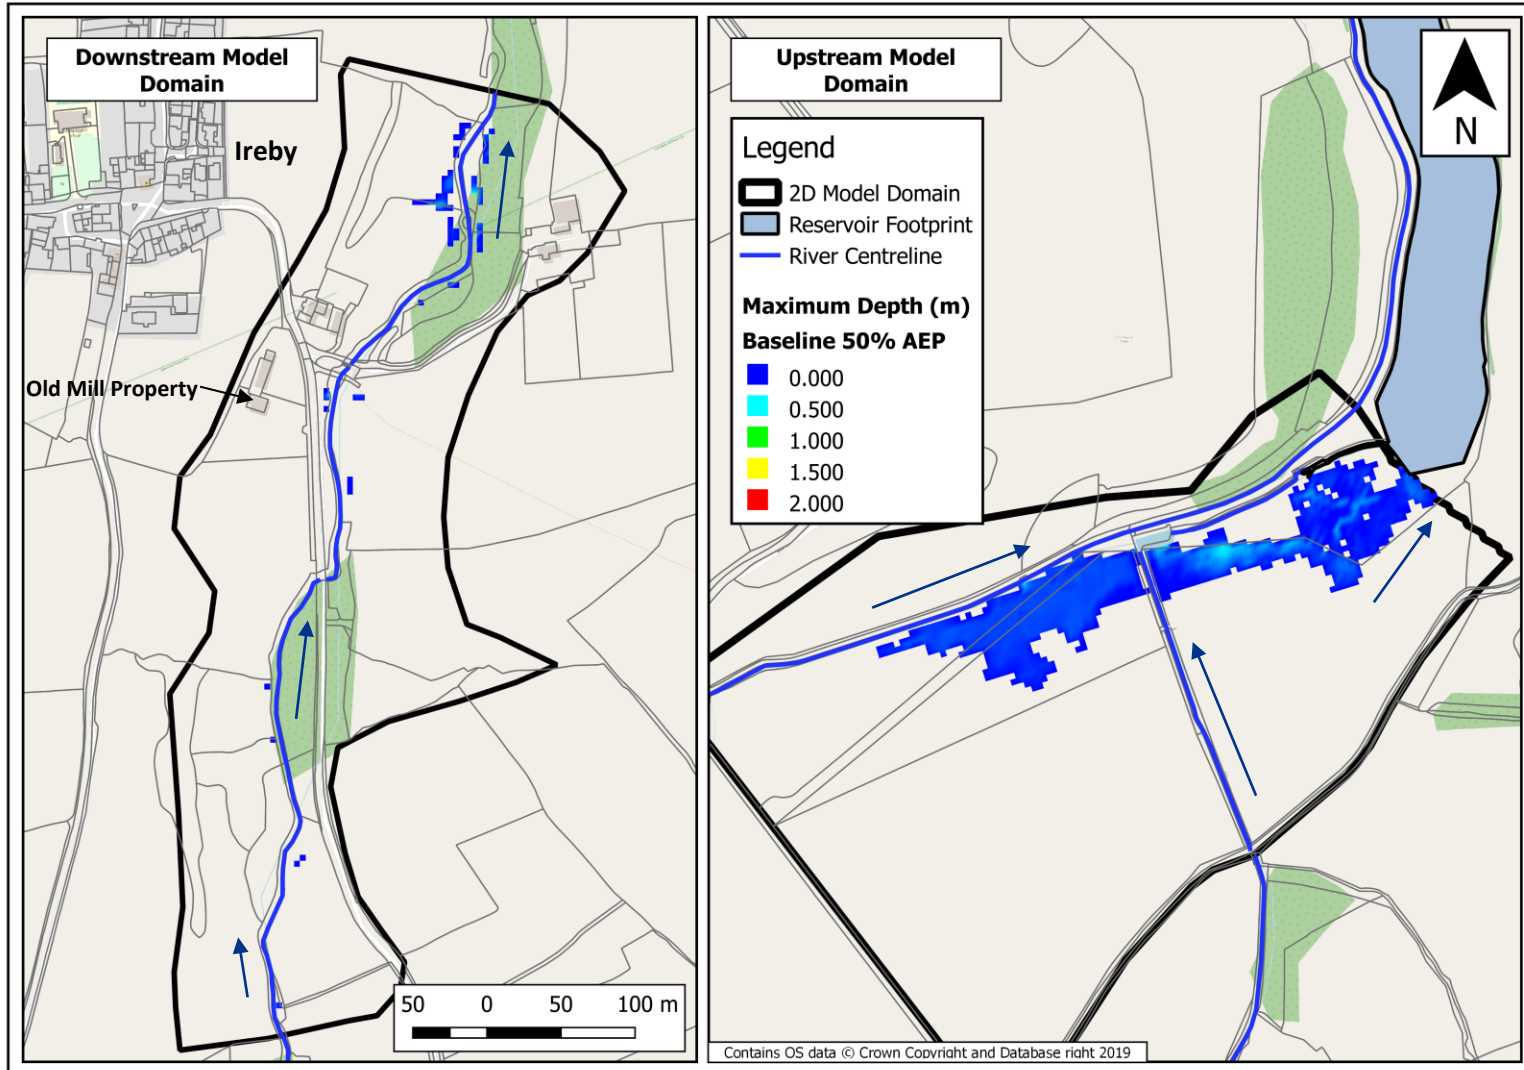 Downstream Model
Domain
Ireby
Old Mill Property
50 0 50 100 m
Upstream Model
Domain
N
Legend
2D Model Domain
Reservoir Footprint
River Centreline
Maximum Depth (m)
Baseline 50% AEP
0.000
0.500
1.000
1.500
2.000
Contains OS data © Crown Copyright and Database right 2019